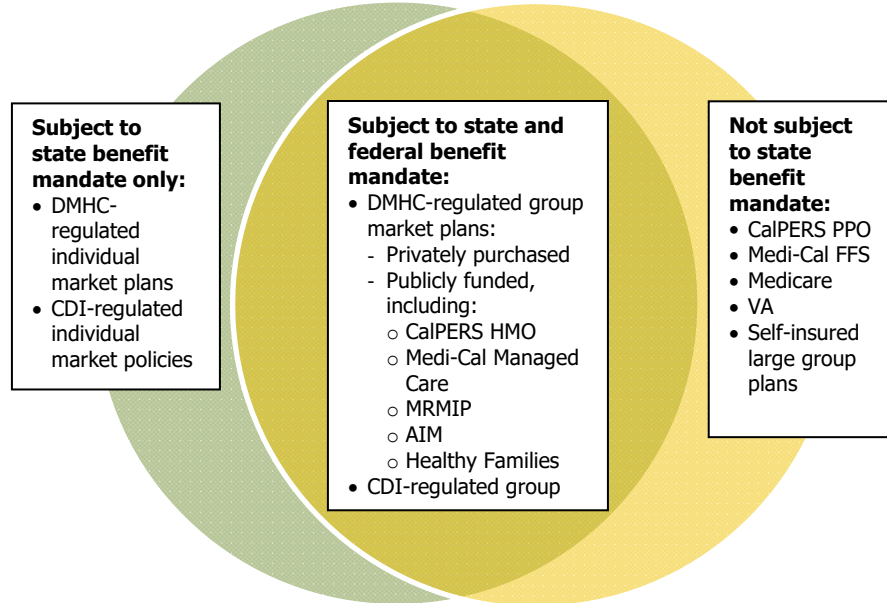 Subject to
state benefit
mandate only:
• DMHC-
regulated
individual
market plans
• CDI-regulated
individual
market policies
Subject to state and
federal benefit
mandate:
• DMHC-regulated group
market plans:
- Privately purchased
- Publicly funded,
including:
o CalPERS HMO
o Medi-Cal Managed
Care
o MRMIP
o AIM
o Healthy Families
• CDI-regulated group
Not subject
to state
benefit
mandate:
• CalPERS PPO
• Medi-Cal FFS
• Medicare
• VA
• Self-insured
large group
plans